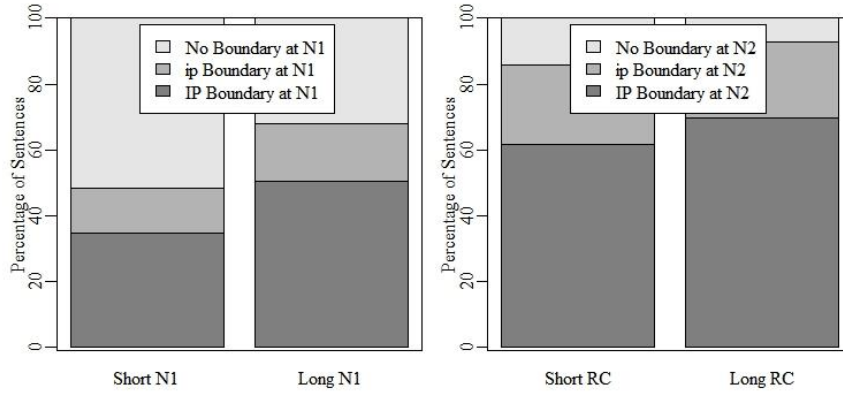 Percentage of Sentences
100
80
60
40
20
0
No Boundary at N1
ip Boundary at N1
IP Boundary at N1
Short N1 Long N1
Percentage of Sentences
100
80
60
40
20
0
No Boundary at N2
ip Boundary at N2
IP Boundary at N2
Short RC Long RC